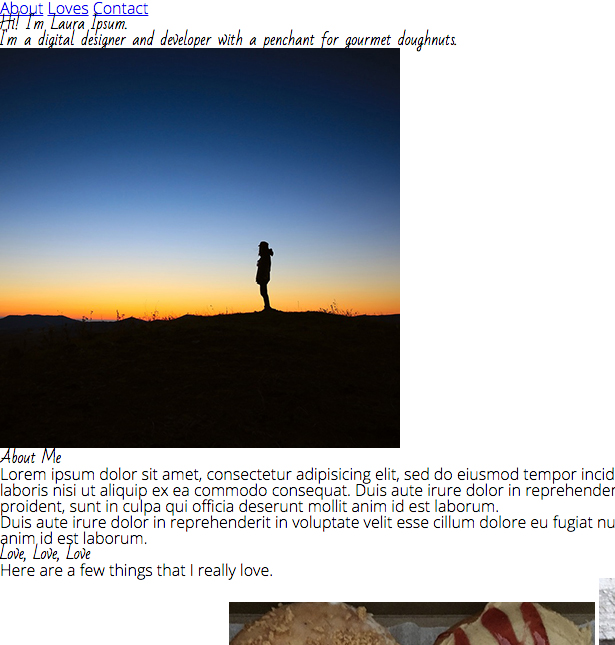 About Loves Contact
Hi! I'm Laura Ipsum.
I'm a digital designer and developer with a penchant for gourmet doughnuts.
About Me
Lorem ipsum dolor sit amet, consectetur adipisicing elit, sed do eiusmod tempor incid
laboris nisi ut aliquip ex ea commodo consequat. Duis aute irure dolor in reprehender
proident, sunt in culpa qui officia deserunt mollit anim id est laborum.
Duis aute irure dolor in reprehenderit in voluptate velit esse cillum dolore eu fugiat nu
anim id est laborum.
Love, Love, Love
Here are a few things that I really love.